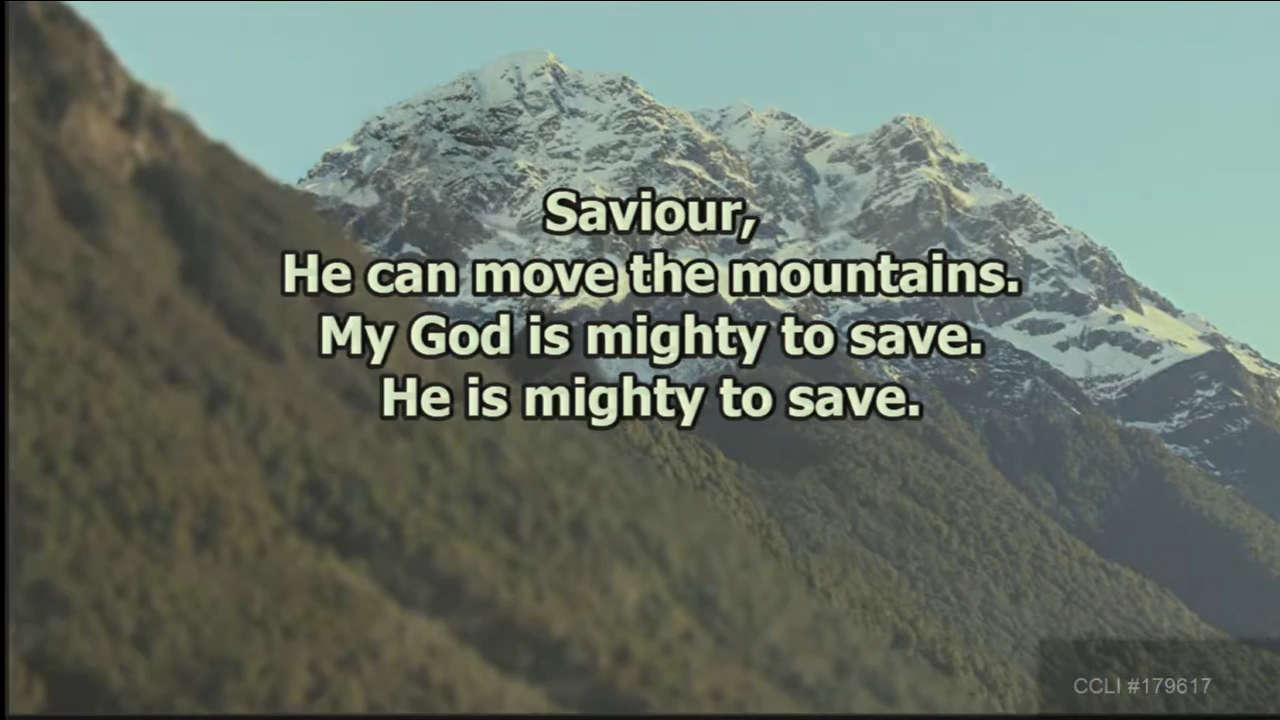 Saviour,
He can move the mountains.
My God is mighty to save.
He is mighty to save.
CCLI #179617